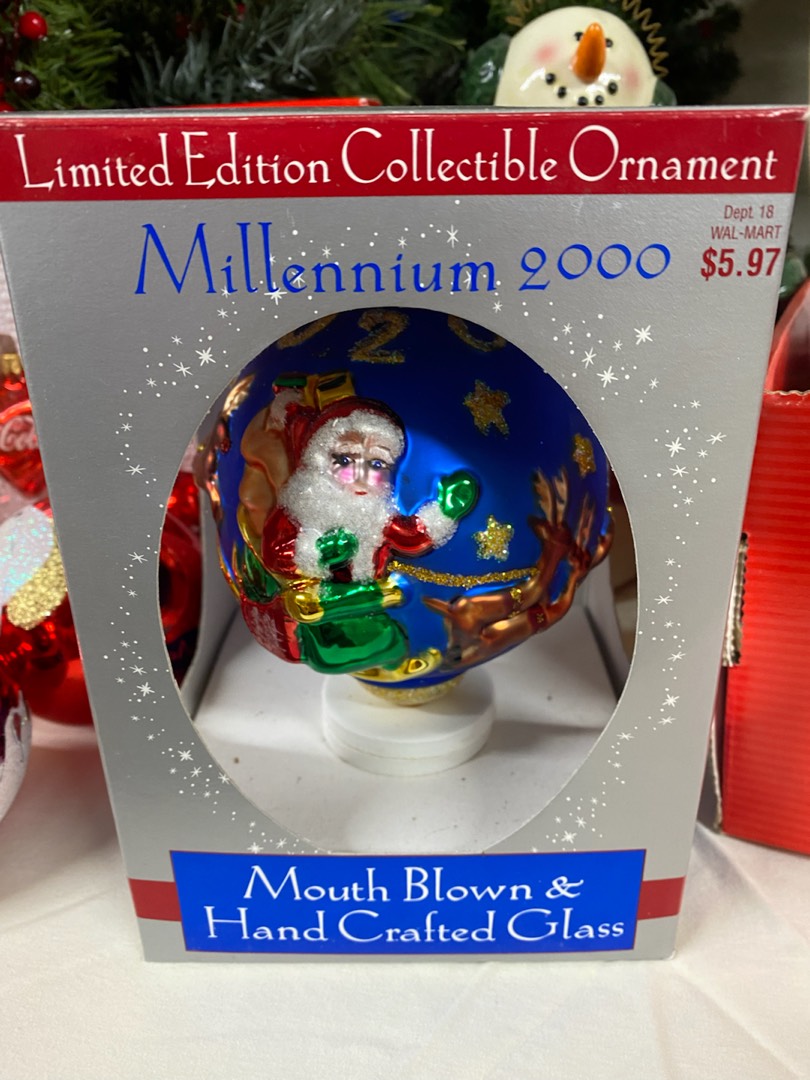 Limited Edition Collectible Ornament
Dept. 18
WAL-MART
$5.97
Millennium 2000
Mouth Blown &
Hand Crafted Glass